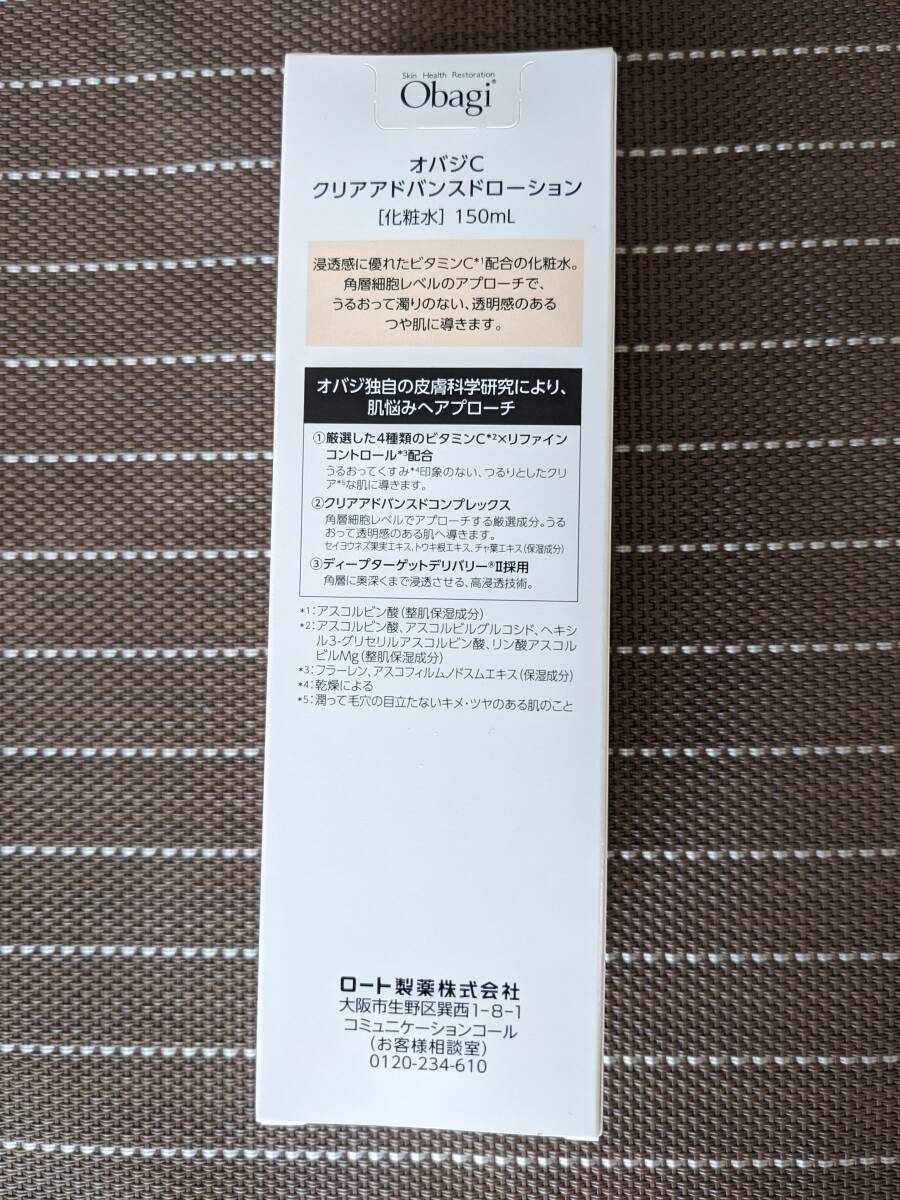 Skin Health Restoration
Obagi®
オバジC
クリアアドバンスドローション
[化粧水] 150mL
浸透感に優れたビタミンC*1配合の化粧水。
角層細胞レベルのアプローチで、
うるおって濁りのない、透明感のある
つや肌に導きます。
オバジ独自の皮膚科学研究により、
肌悩みへアプローチ
①厳選した4種類のビタミンC*2×リファイン
コントロール*3配合
うるおってくすみ*4印象のない、つるりとしたクリ
ア*5な肌に導きます。
②クリアアドバンスドコンプレックス
角層細胞レベルでアプローチする厳選成分。うる
おって透明感のある肌へ導きます。
セイヨウネズ果実エキス、トウキ根エキス、チャ葉エキス(保湿成分)
③ディープターゲットデリバリー®Ⅱ採用
角層に奥深くまで浸透させる、高浸透技術。
*1:アスコルビン酸(整肌保湿成分)
*2:アスコルビン酸、アスコルビルグルコシド、ヘキシ
ル3-グリセリルアスコルビン酸、リン酸アスコル
ビルMg(整肌保湿成分)
*3:フラーレン、アスコフィルムノドスムエキス(保湿成分)
*4:乾燥による
*5:潤って毛穴の目立たないキメ・ツヤのある肌のこと
ロート製薬株式会社
大阪市生野区巽西1-8-1
コミュニケーションコール
(お客様相談室)
0120-234-610